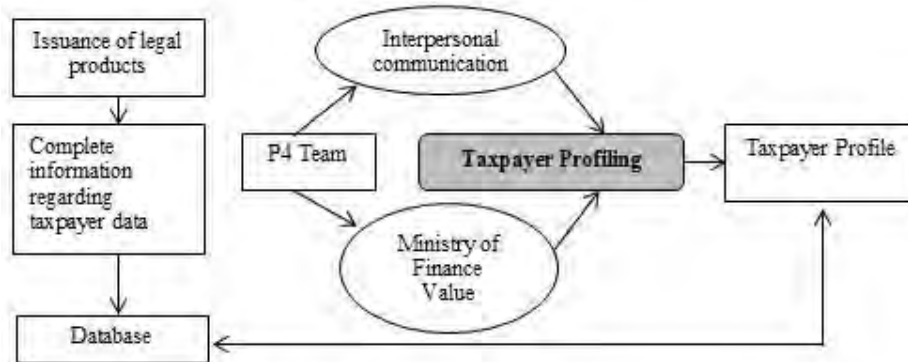 Issuance of legal
products
Complete
information
regarding
taxpayer data
Database
Interpersonal
communication
P4 Team
Ministry of
Finance
Value
Taxpayer Profiling
Taxpayer Profile